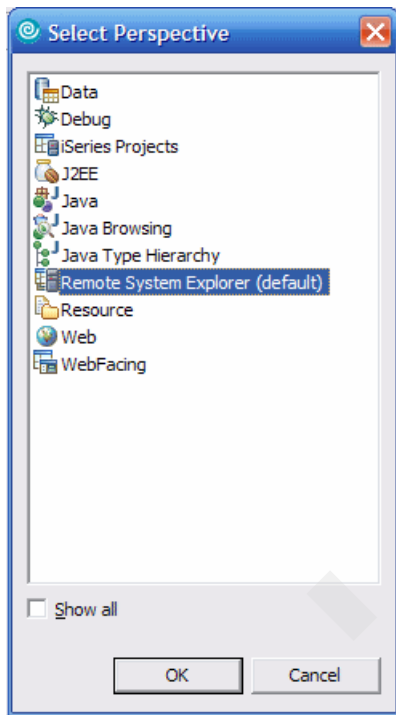 Select Perspective
Data
Debug
iSeries Projects
J2EE
Java
Java Browsing
Java Type Hierarchy
Remote System Explorer (default)
Resource
Web
WebFacing
Show all
OK Cancel